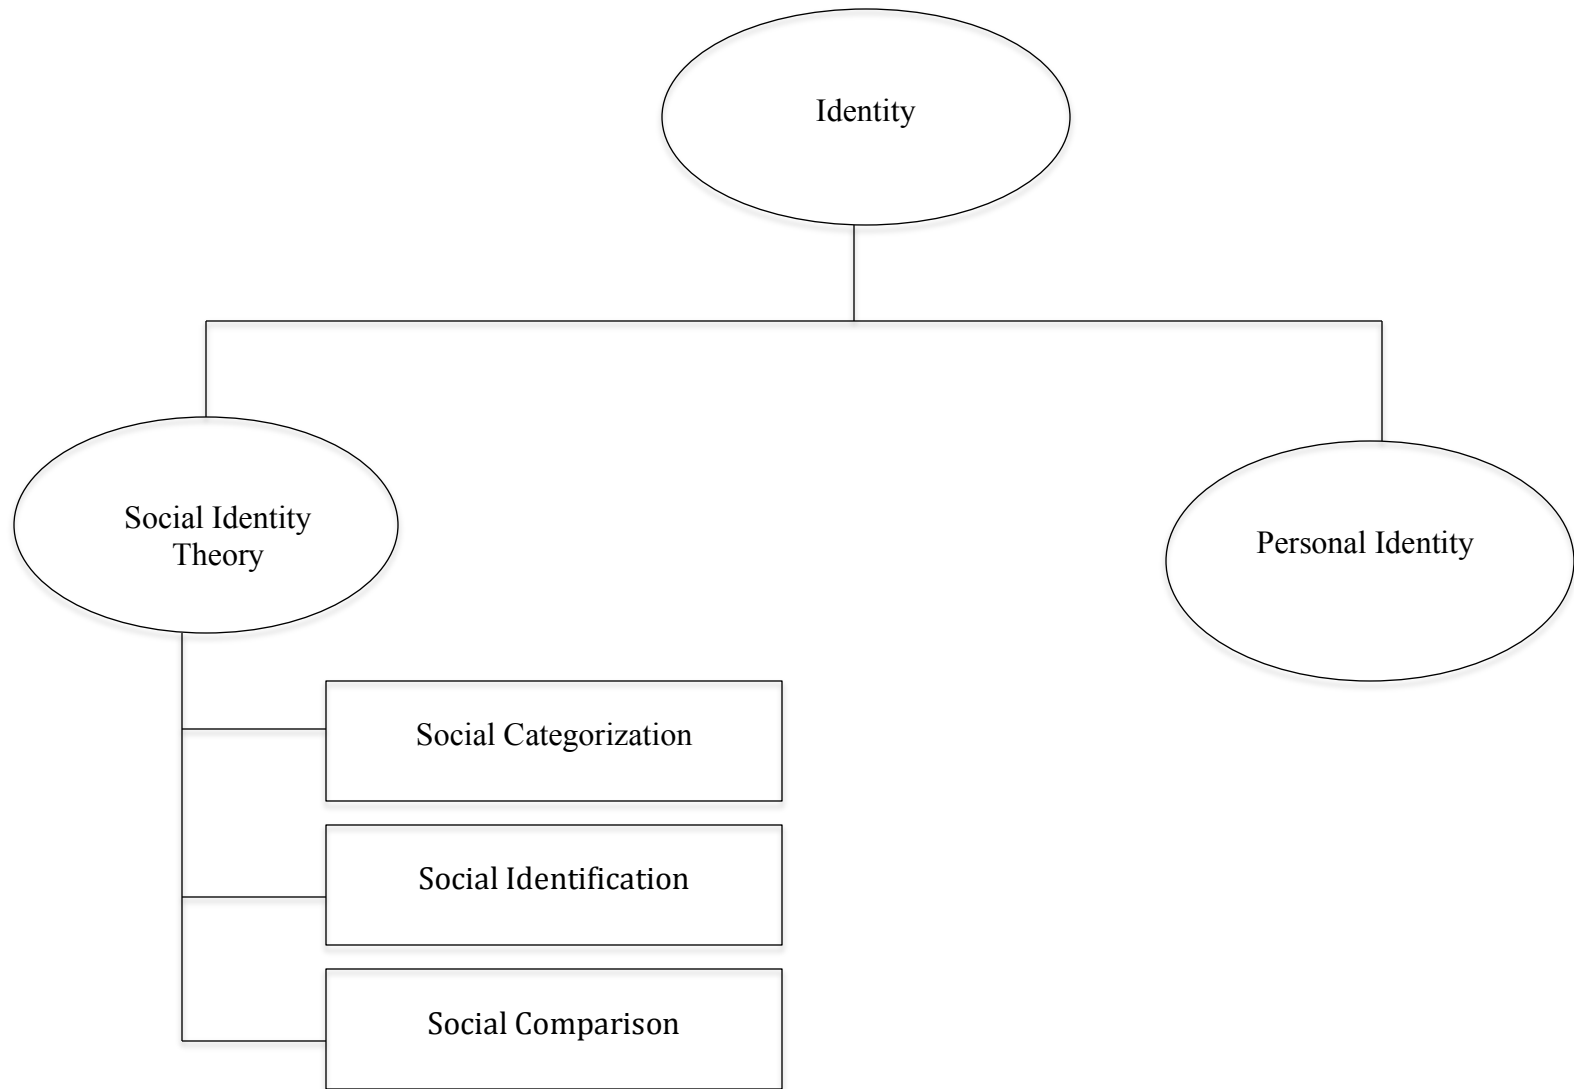 Identity
Social Identity
Theory
Personal Identity
Social Categorization
Social Identification
Social Comparison